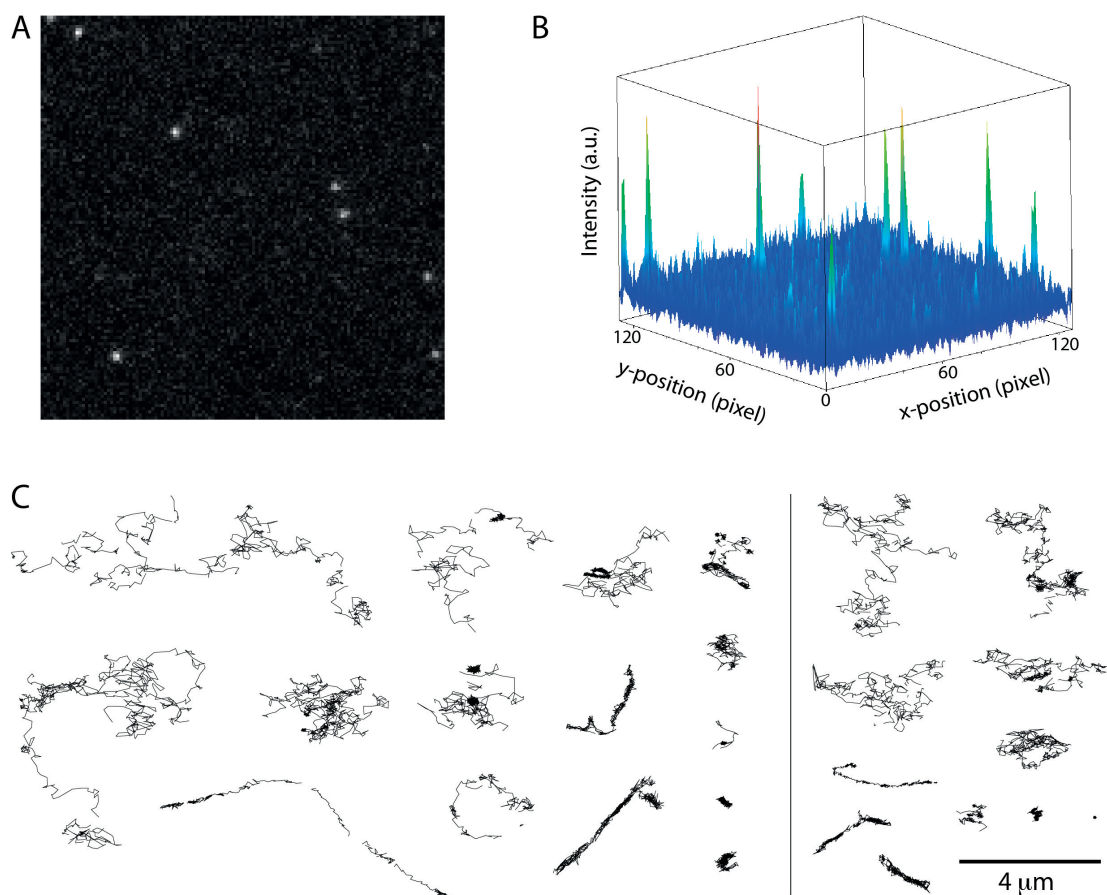 A
B
Intensity (a.u.)
120
60
0
60
120
y-position (pixel)
x-position (pixel)
C
4 μm